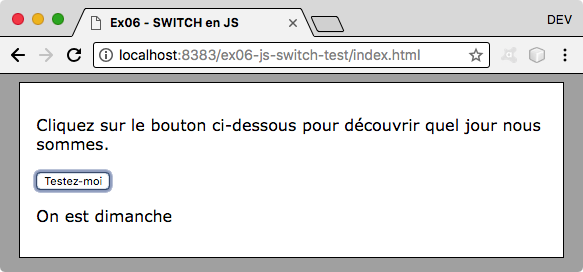 Ex06 - SWITCH en JS
DEV
localhost:8383/ex06-js-switch-test/index.html
Cliquez sur le bouton ci-dessous pour découvrir quel jour nous
sommes.
Testez-moi
On est dimanche